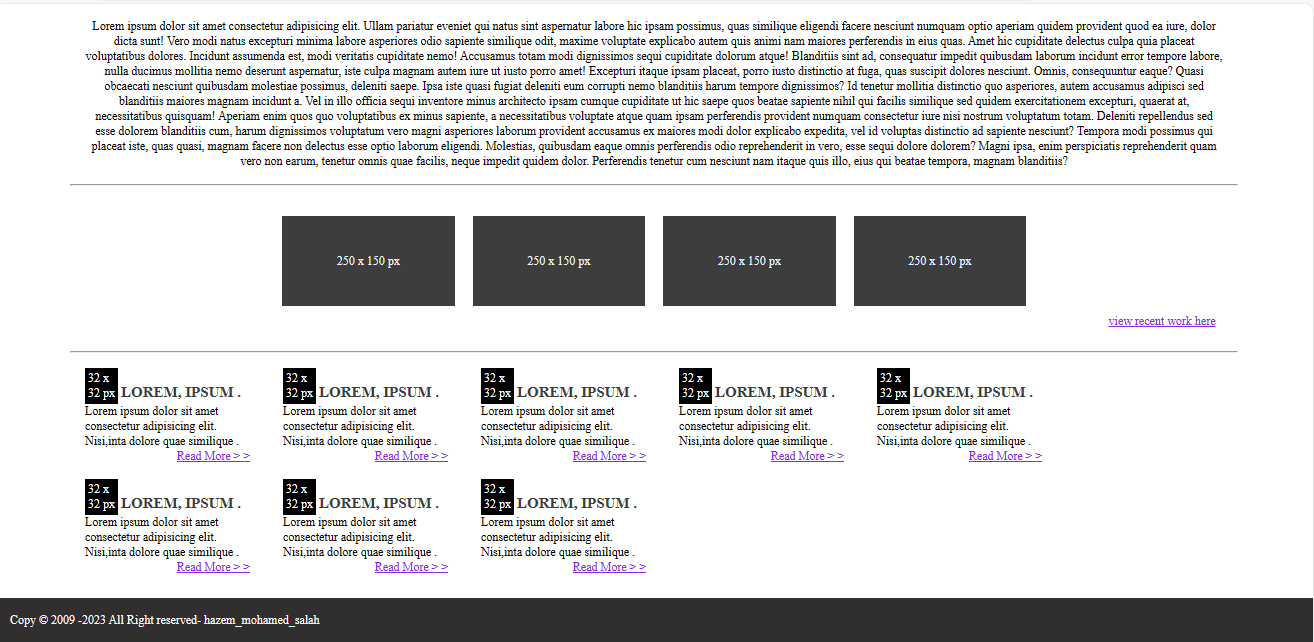 Lorem ipsum dolor sit amet consectetur adipisicing elit. Ullam pariatur eveniet qui natus sint aspernatur labore hic ipsam possimus, quas similique eligendi facere nesciunt numquam optio aperiam quidem provident quod ea iure, dolor
dicta sunt! Vero modi natus excepturi minima labore asperiores odio sapiente similique odit, maxime voluptate explicabo autem quis animi nam maiores perferendis in eius quas. Amet hic cupiditate delectus culpa quia placeat
voluptatibus dolores. Incidunt assumenda est, modi veritatis cupiditate nemo! Accusamus totam modi dignissimos sequi cupiditate dolorum atque! Blanditiis sint ad, consequatur impedit quibusdam laborum incidunt error tempore labore,
nulla ducimus mollitia nemo deserunt aspernatur, iste culpa magnam autem iure ut iusto porro amet! Excepturi itaque ipsam placeat, porro iusto distinctio at fuga, quas suscipit dolores nesciunt. Omnis, consequuntur eaque? Quasi
obcaecati nesciunt quibusdam molestiae possimus, deleniti saepe. Ipsa iste quasi fugiat deleniti eum corrupti nemo blanditiis harum tempore dignissimos? Id tenetur mollitia distinctio quo asperiores, autem accusamus adipisci sed
blanditiis maiores magnam incidunt a. Vel in illo officia sequi inventore minus architecto ipsam cumque cupiditate ut hic saepe quos beatae sapiente nihil qui facilis similique sed quidem exercitationem excepturi, quaerat at,
necessitatibus quisquam! Aperiam enim quos quo voluptatibus ex minus sapiente, a necessitatibus voluptate atque quam ipsam perferendis provident numquam consectetur iure nisi nostrum voluptatum totam. Deleniti repellendus sed
esse dolorem blanditiis cum, harum dignissimos voluptatum vero magni asperiores laborum provident accusamus ex maiores modi dolor explicabo expedita, vel id voluptas distinctio ad sapiente nesciunt? Tempora modi possimus qui
placeat iste, quas quasi, magnam facere non delectus esse optio laborum eligendi. Molestias, quibusdam eaque omnis perferendis odio reprehenderit in vero, esse sequi dolore dolorem? Magni ipsa, enim perspiciatis reprehenderit quam
vero non earum, tenetur omnis quae facilis, neque impedit quidem dolor. Perferendis tenetur cum nesciunt nam itaque quis illo, eius qui beatae tempora, magnam blanditiis?
250 x 150 px
250 x 150 px
250 x 150 px
250 x 150 px
view recent work here
32 x
32 px LOREM, IPSUM .
Lorem ipsum dolor sit amet
consectetur adipisicing elit.
Nisi,inta dolore quae similique .
Read More > >
32 x
32 px LOREM, IPSUM .
Lorem ipsum dolor sit amet
consectetur adipisicing elit.
Nisi,inta dolore quae similique .
Read More > >
32 x
32 px LOREM, IPSUM .
Lorem ipsum dolor sit amet
consectetur adipisicing elit.
Nisi,inta dolore quae similique .
Read More > >
32 x
32 px LOREM, IPSUM .
Lorem ipsum dolor sit amet
consectetur adipisicing elit.
Nisi,inta dolore quae similique .
Read More > >
32 x
32 px LOREM, IPSUM .
Lorem ipsum dolor sit amet
consectetur adipisicing elit.
Nisi,inta dolore quae similique .
Read More > >
32 x
32 px LOREM, IPSUM .
Lorem ipsum dolor sit amet
consectetur adipisicing elit.
Nisi,inta dolore quae similique .
Read More > >
32 x
32 px LOREM, IPSUM .
Lorem ipsum dolor sit amet
consectetur adipisicing elit.
Nisi,inta dolore quae similique .
Read More > >
32 x
32 px LOREM, IPSUM .
Lorem ipsum dolor sit amet
consectetur adipisicing elit.
Nisi,inta dolore quae similique .
Read More > >
Copy © 2009 -2023 All Right reserved- hazem_mohamed_salah